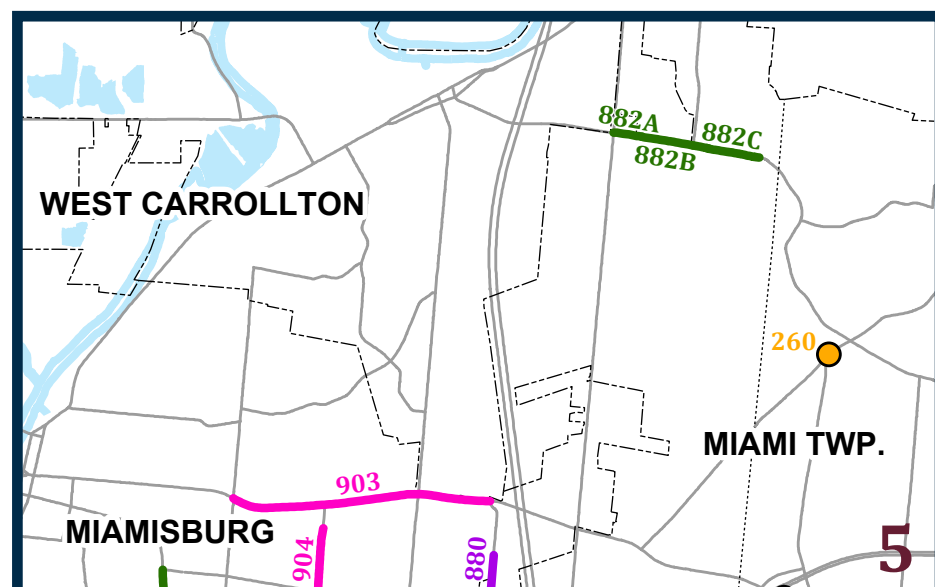 882A
882C
882B
WEST CARROLLTON
260
MIAMI TWP.
903
MIAMISBURG
904
880
5